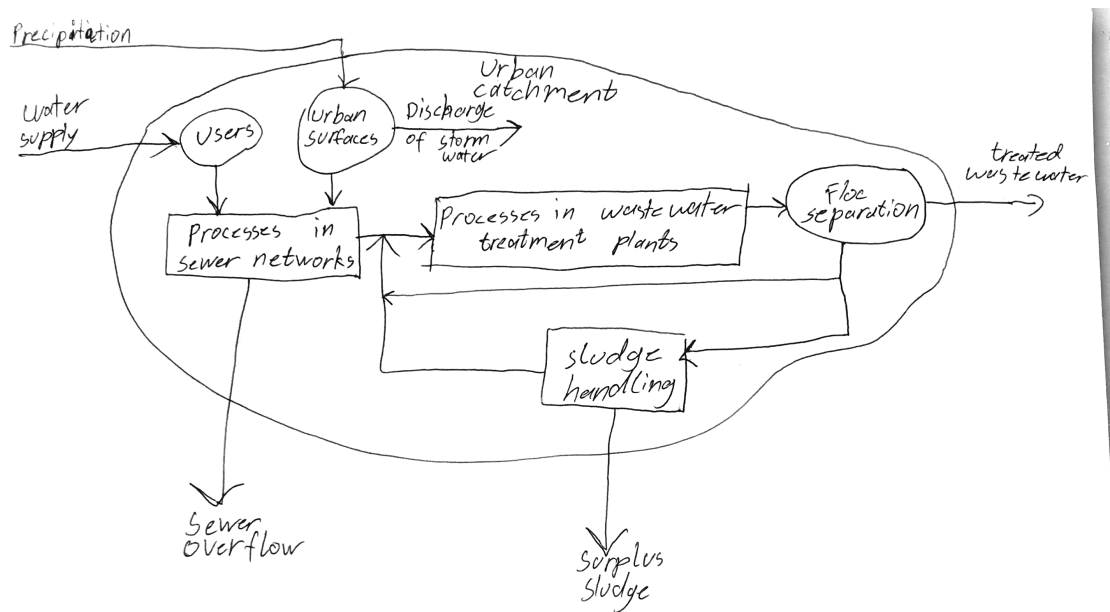 Precipitation
Urban
catchment
Water
supply
Users
Urban
surfaces
Discharge
of storm
water
treated
wastewater
Floc
separation
Processes in
sewer networks
Processes in wastewater
treatment plants
sludge
handling
Sewer
overflow
Surplus
sludge